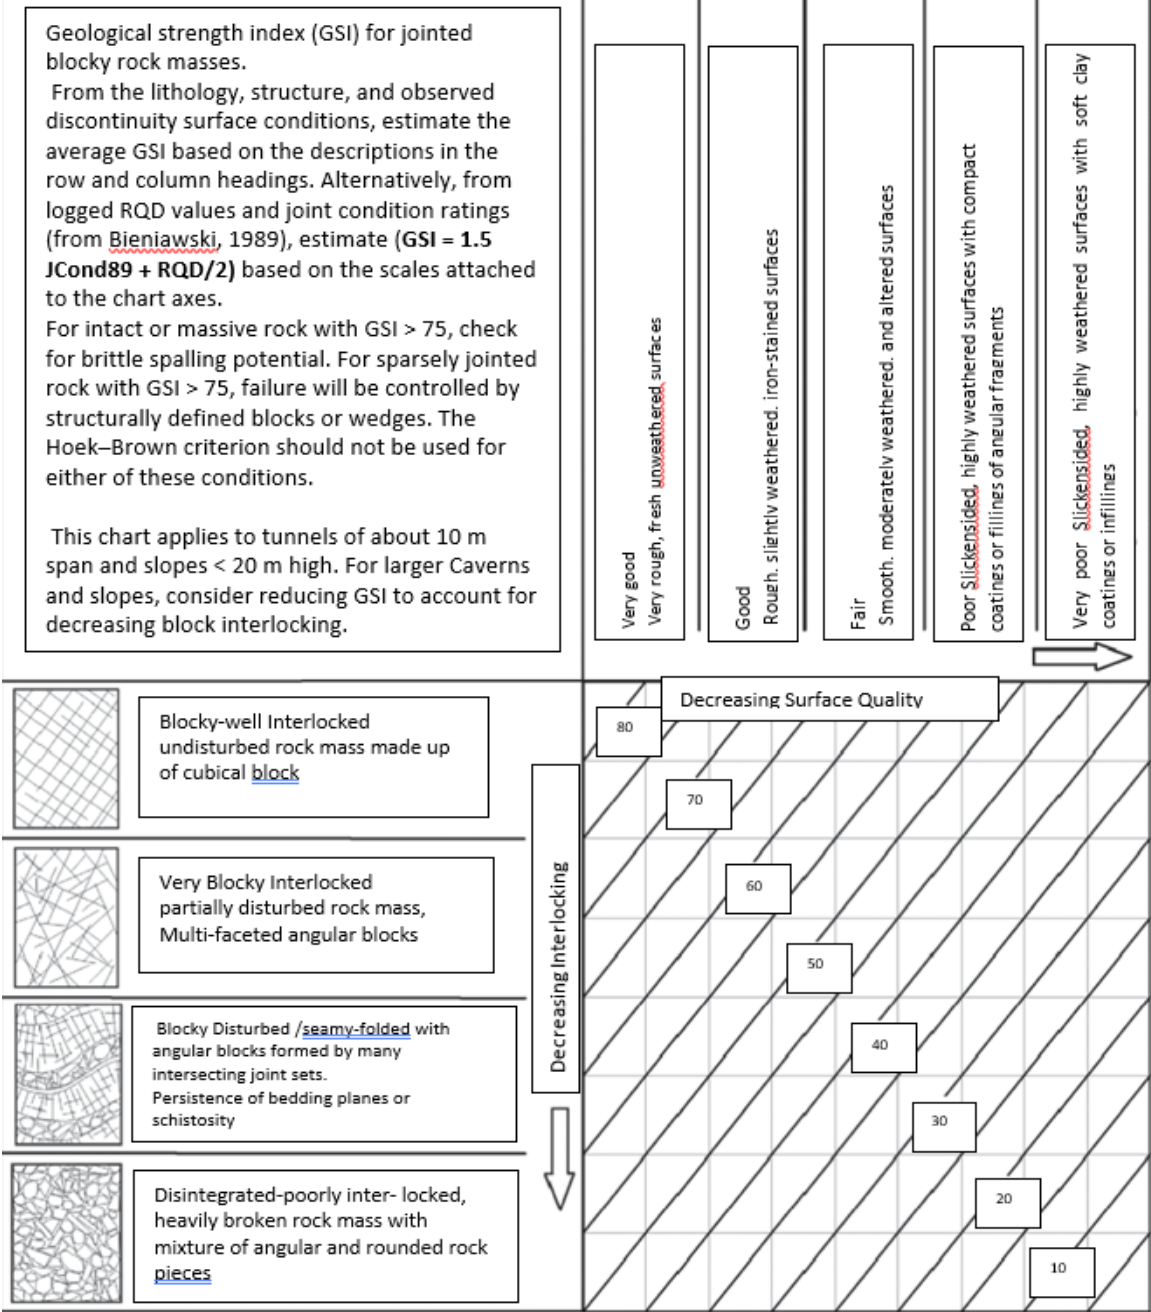 Geological strength index (GSI) for jointed
blocky rock masses.
From the lithology, structure, and observed
discontinuity surface conditions, estimate the
average GSI based on the descriptions in the
row and column headings. Alternatively, from
logged RQD values and joint condition ratings
(from Bieniawski, 1989), estimate (GSI = 1.5
JCond89 + RQD/2) based on the scales attached
to the chart axes.
For intact or massive rock with GSI > 75, check
for brittle spalling potential. For sparsely jointed
rock with GSI > 75, failure will be controlled by
structurally defined blocks or wedges. The
Hoek–Brown criterion should not be used for
either of these conditions.
This chart applies to tunnels of about 10 m
span and slopes < 20 m high. For larger Caverns
and slopes, consider reducing GSI to account for
decreasing block interlocking.
Very good
Very rough, fresh unweathered surfaces
Good
Rough. slightly weathered. iron-stained surfaces
Fair
Smooth. moderately weathered. and altered surfaces
Poor Slickensided, highly weathered surfaces with compact
coatings or fillings of angular fragments
Very poor Slickensided, highly weathered surfaces with soft clay
coatings or infillings
Decreasing Surface Quality
Blocky-well Interlocked
undisturbed rock mass made up
of cubical block
Very Blocky Interlocked
partially disturbed rock mass,
Multi-faceted angular blocks
Blocky Disturbed /seamy-folded with
angular blocks formed by many
intersecting joint sets.
Persistence of bedding planes or
schistosity
Disintegrated-poorly inter- locked,
heavily broken rock mass with
mixture of angular and rounded rock
pieces
Decreasing Interlocking
80
70
60
50
40
30
20
10